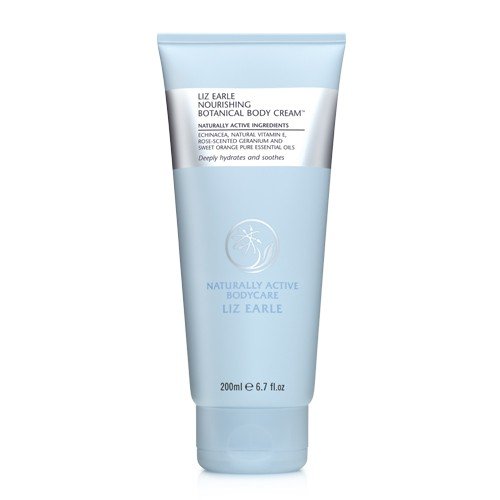 LIZ EARLE
NOURISHING
BOTANICAL BODY CREAM™
NATURALLY ACTIVE INGREDIENTS
ECHINACEA, NATURAL VITAMIN E,
ROSE-SCENTED GERANIUM AND
SWEET ORANGE PURE ESSENTIAL OILS
Deeply hydrates and soothes
NATURALLY ACTIVE
BODYCARE
LIZ EARLE
200ml ℮ 6.7 fl.oz